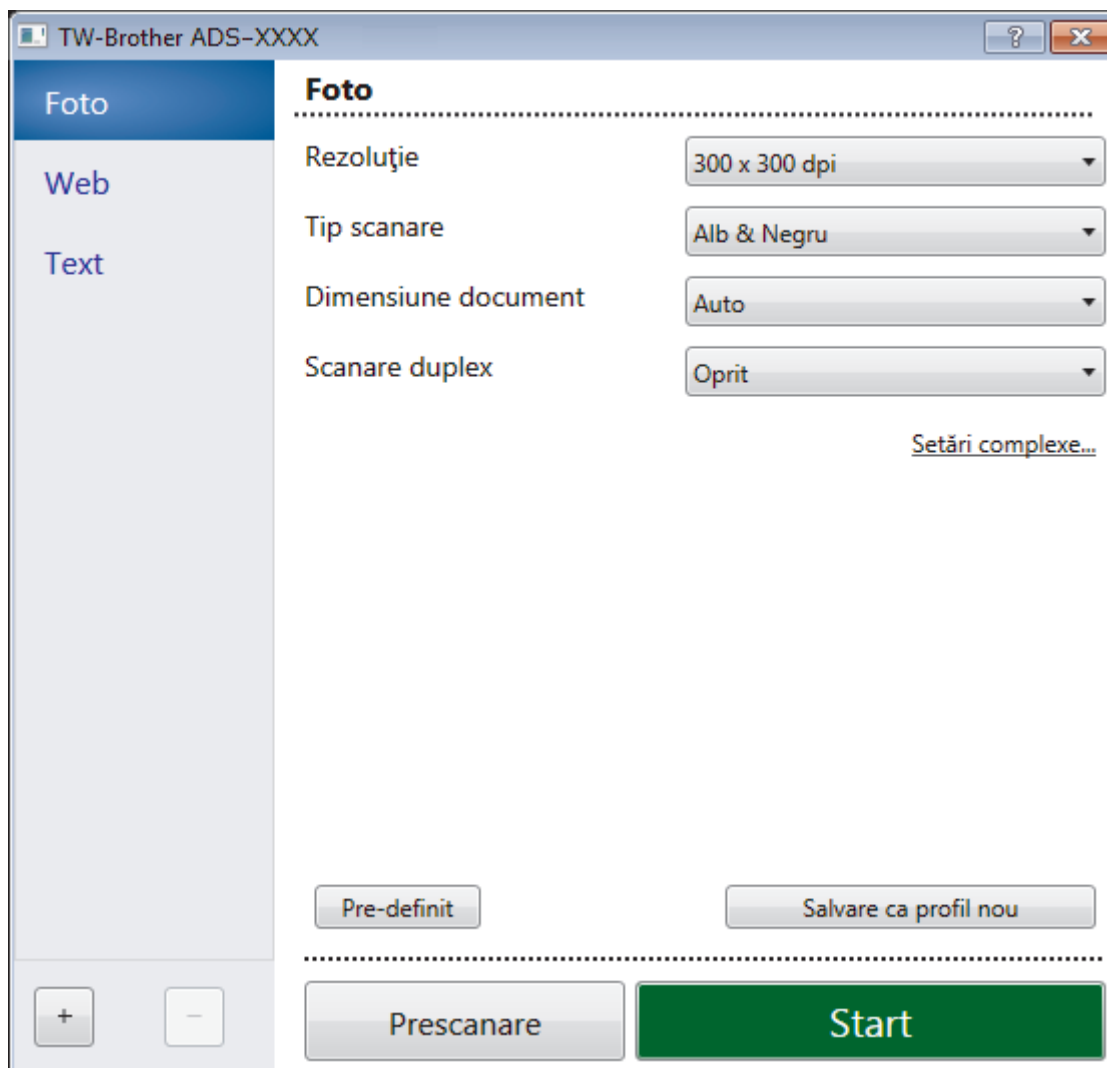 TW-Brother ADS–XXXX
Foto
Web
Text
Foto
Rezoluţie
300 x 300 dpi
Tip scanare
Alb & Negru
Dimensiune document
Auto
Scanare duplex
Oprit
Setări complexe...
Pre-definit
Salvare ca profil nou
+
−
Prescanare
Start